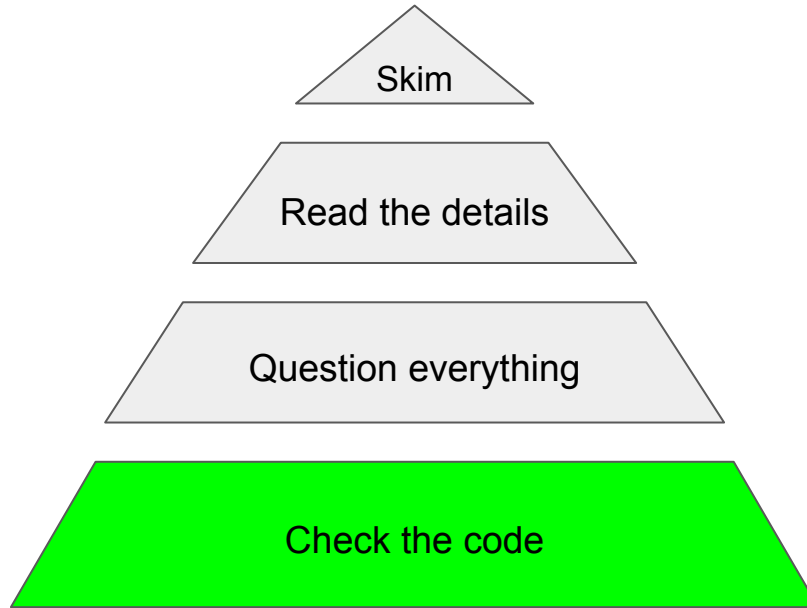 Skim
Read the details
Question everything
Check the code